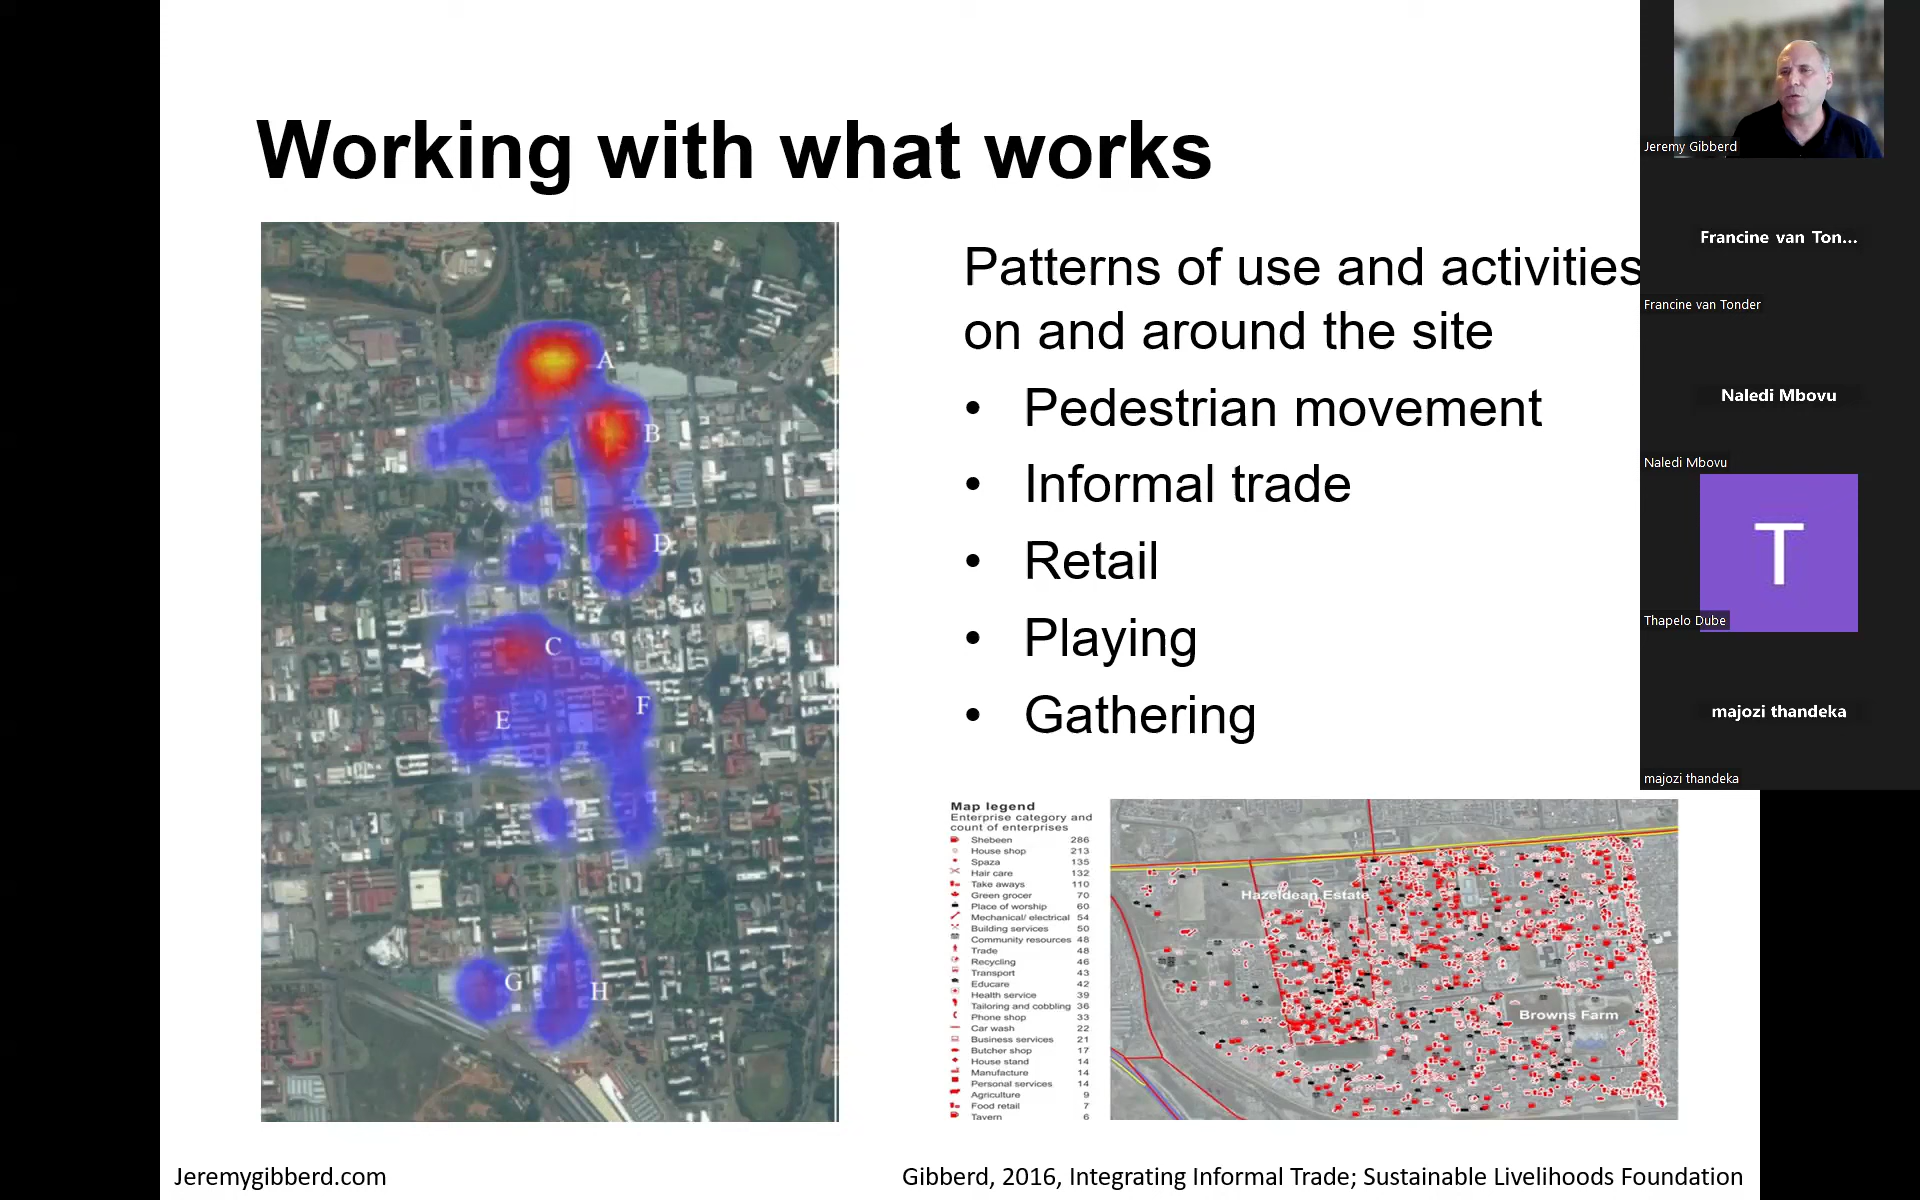 Working with what works
A
B
D
C
F
E
G
H
Patterns of use and activities
on and around the site
• Pedestrian movement
• Informal trade
• Retail
• Playing
• Gathering
Map legend
Enterprise category and
count of enterprises
Shebeen 286
House shop 213
Spaza 135
Hair care 132
Take aways 110
Green grocer 70
Place of worship 60
Mechanical/ electrical 54
Building services 50
Community resources 48
Trade 48
Recycling 46
Transport 43
Educare 42
Health service 39
Tailoring and cobbling 36
Phone shop 33
Car wash 22
Business services 21
Butcher shop 17
House stand 14
Manufacture 14
Personal services 14
Agriculture 9
Food retail 7
Tavern 6
Hazeldean Estate
Browns Farm
Jeremygibberd.com
Gibberd, 2016, Integrating Informal Trade; Sustainable Livelihoods Foundation
Jeremy Gibberd
Francine van Ton...
Francine van Tonder
Naledi Mbovu
Naledi Mbovu
T
Thapelo Dube
majozi thandeka
majozi thandeka